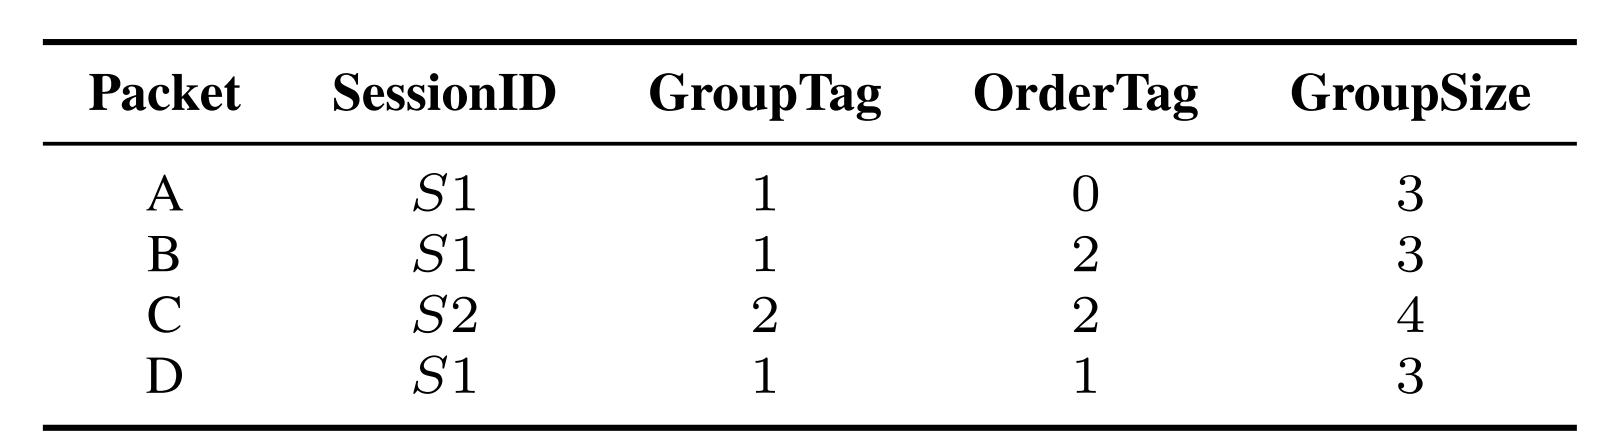 Packet SessionID GroupTag OrderTag GroupSize
A S1 1 0 3
B S1 1 2 3
C S2 2 2 4
D S1 1 1 3